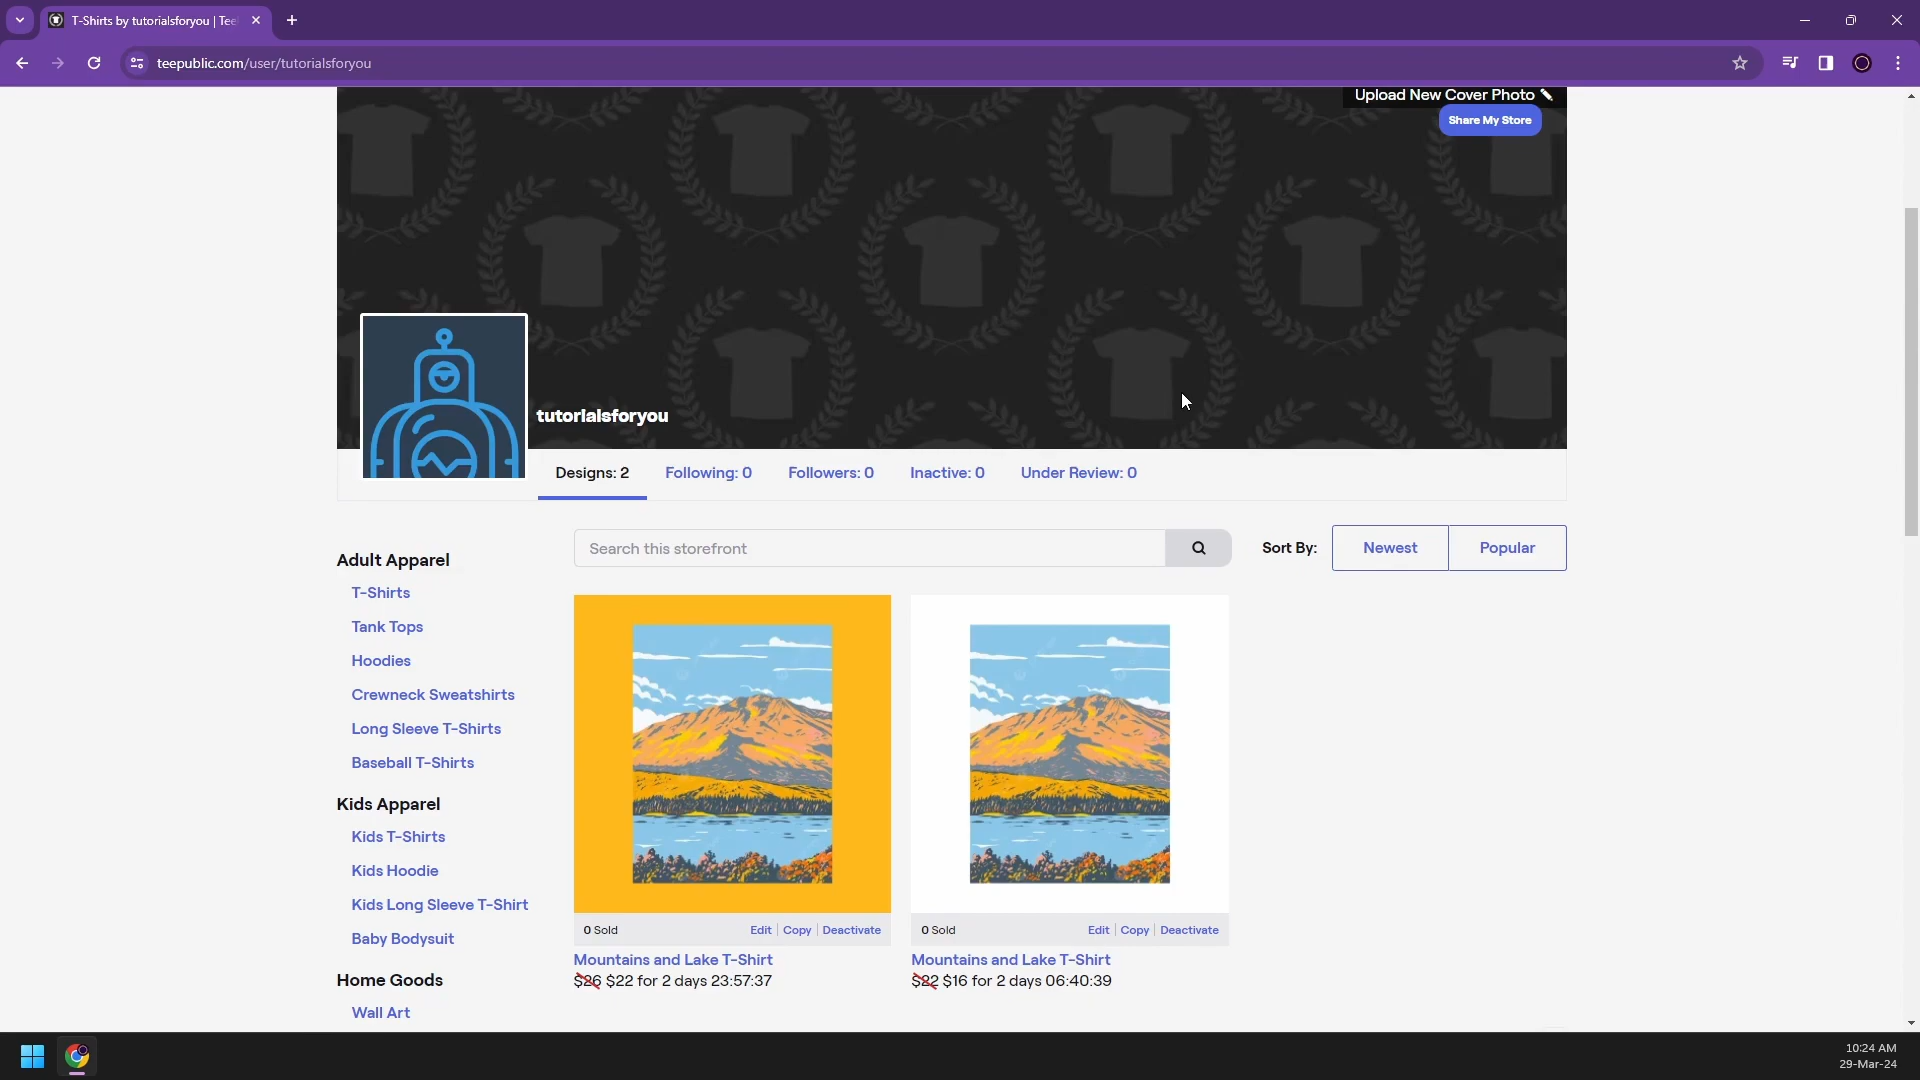 T-Shirts by tutorialsforyou | Tee
teepublic.com/user/tutorialsforyou
Upload New Cover Photo
Share My Store
tutorialsforyou
Designs: 2
Following: 0
Followers: 0
Inactive: 0
Under Review: 0
Search this storefront
Sort By:
Newest
Popular
Adult Apparel
T-Shirts
Tank Tops
Hoodies
Crewneck Sweatshirts
Long Sleeve T-Shirts
Baseball T-Shirts
Kids Apparel
Kids T-Shirts
Kids Hoodie
Kids Long Sleeve T-Shirt
Baby Bodysuit
Home Goods
Wall Art
0 Sold
Edit
Copy
Deactivate
Mountains and Lake T-Shirt
$26 $22 for 2 days 23:57:37
0 Sold
Edit
Copy
Deactivate
Mountains and Lake T-Shirt
$22 $16 for 2 days 06:40:39
10:24 AM
29-Mar-24